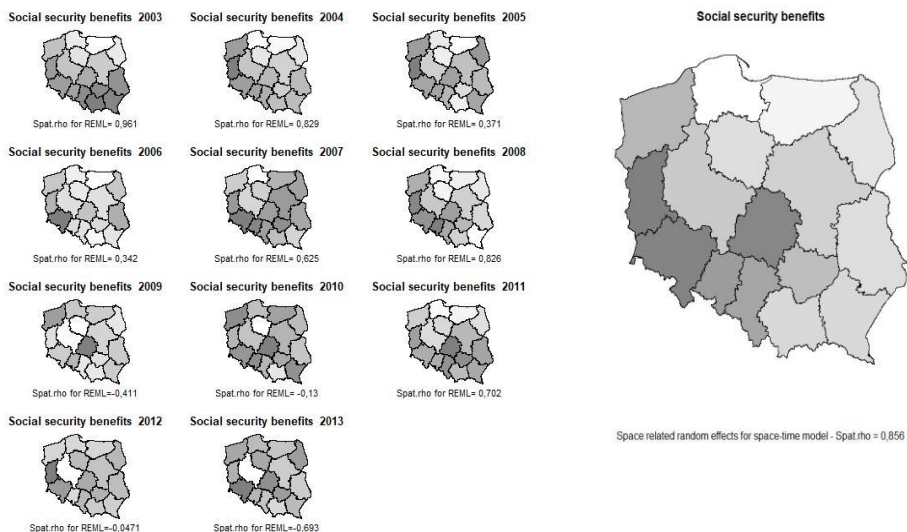 Social security benefits 2003
Social security benefits 2004
Social security benefits 2005
Spat.rho for REML= 0,961
Spat.rho for REML= 0,829
Spat.rho for REML= 0,371
Social security benefits 2006
Social security benefits 2007
Social security benefits 2008
Spat.rho for REML= 0,342
Spat.rho for REML= 0,625
Spat.rho for REML= 0,826
Social security benefits 2009
Social security benefits 2010
Social security benefits 2011
Spat.rho for REML=-0,411
Spat.rho for REML= -0,13
Spat.rho for REML= 0,702
Social security benefits 2012
Social security benefits 2013
Spat.rho for REML=-0,0471
Spat.rho for REML=-0,693
Social security benefits
Space related random effects for space-time model - Spat.rho = 0,856